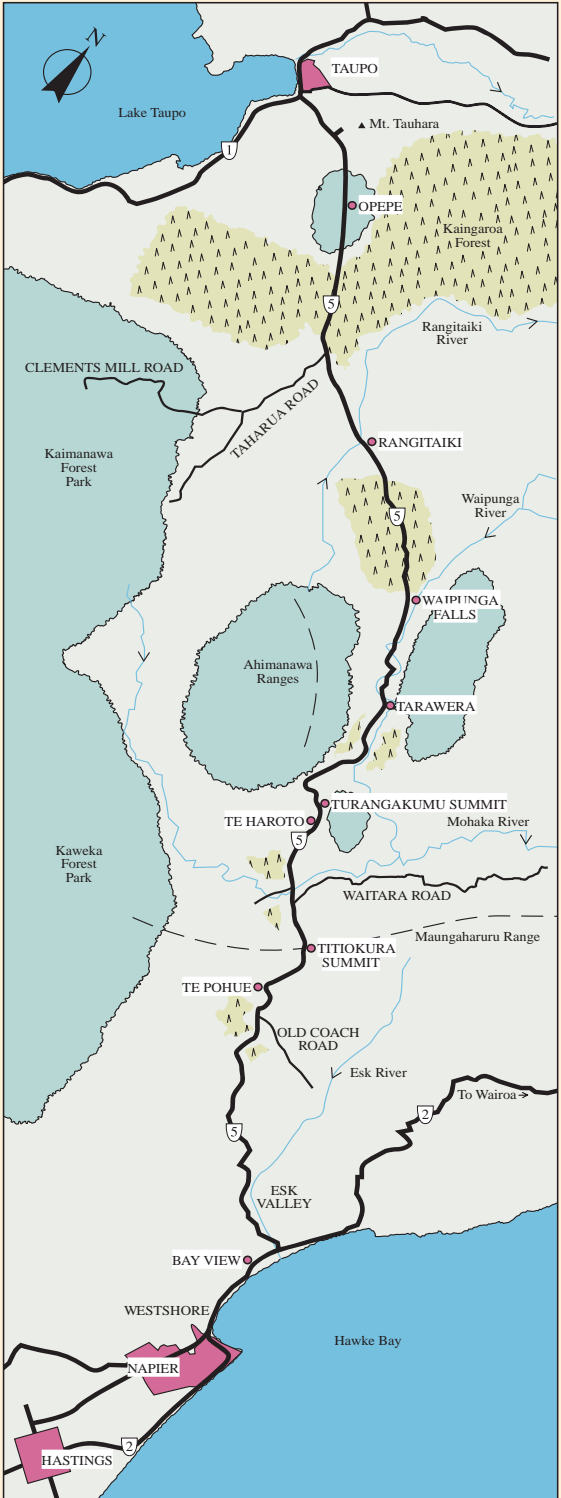 N
TAUPO
Lake Taupo
Mt. Tauhara
1
OPEPE
Kaingaroa
Forest
5
Rangitaiki
River
CLEMENTS MILL ROAD
TAHARUA ROAD
RANGITAIKI
Kaimanawa
Forest
Park
Waipunga
River
5
WAIPUNGA
FALLS
Ahimanawa
Ranges
TARAWERA
TURANGAKUMU SUMMIT
TE HAROTO
Mohaka River
5
Kaweka
Forest
Park
WAITARA ROAD
Maungaharuru Range
TITIOKURA
SUMMIT
TE POHUE
OLD COACH
ROAD
Esk River
To Wairoa
2
5
ESK
VALLEY
BAY VIEW
WESTSHORE
Hawke Bay
NAPIER
2
HASTINGS